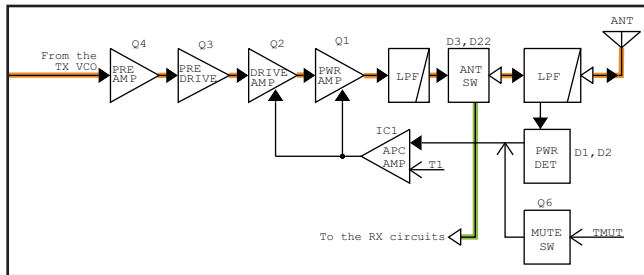 ANT
Q4
Q3
Q2
Q1
D3,D22
From the
TX VCO
PRE
AMP
PRE
DRIVE
DRIVE
AMP
PWR
AMP
LPF
ANT
SW
LPF
IC1
APC
AMP
T1
PWR
DET
D1,D2
Q6
To the RX circuits
MUTE
SW
TMUT